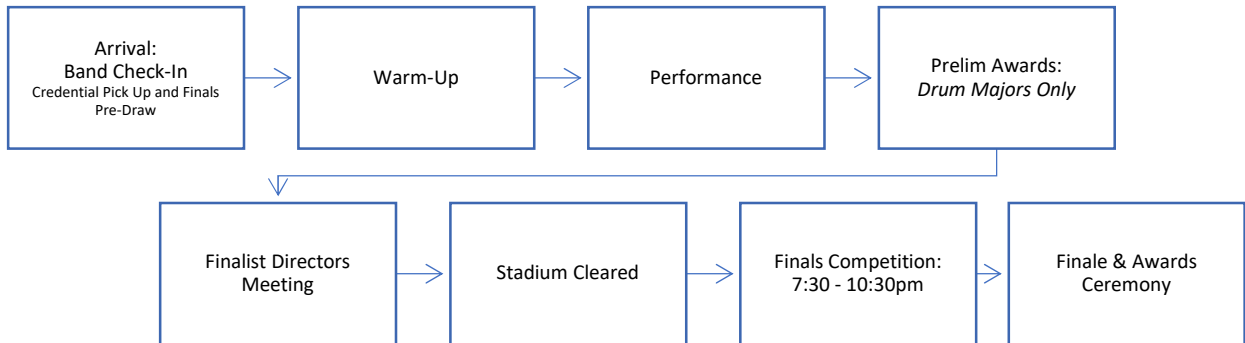 Arrival:
Band Check-In
Credential Pick Up and Finals
Pre-Draw
Warm-Up
Performance
Prelim Awards:
Drum Majors Only
Finalist Directors
Meeting
Stadium Cleared
Finals Competition:
7:30 - 10:30pm
Finale & Awards
Ceremony